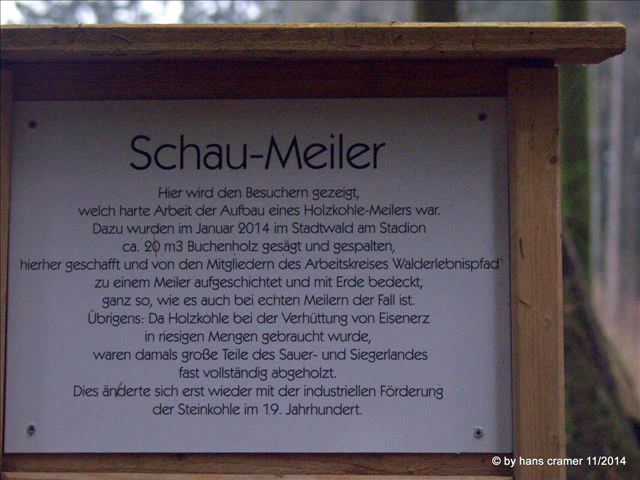 Schau-Meiler
Hier wird den Besuchern gezeigt,
welch harte Arbeit der Aufbau eines Holzkohle-Meilers war.
Dazu wurden im Januar 2014 im Stadtwald am Stadion
ca. 20 m3 Buchenholz gesägt und gespalten,
hierher geschafft und von den Mitgliedern des Arbeitskreises Walderlebnispfad
zu einem Meiler aufgeschichtet und mit Erde bedeckt,
ganz so, wie es auch bei echten Meilern der Fall ist.
Übrigens: Da Holzkohle bei der Verhüttung von Eisenerz
in riesigen Mengen gebraucht wurde,
waren damals große Teile des Sauer- und Siegerlandes
fast vollständig abgeholzt.
Dies änderte sich erst wieder mit der industriellen Förderung
der Steinkohle im 19. Jahrhundert.
© by hans cramer 11/2014